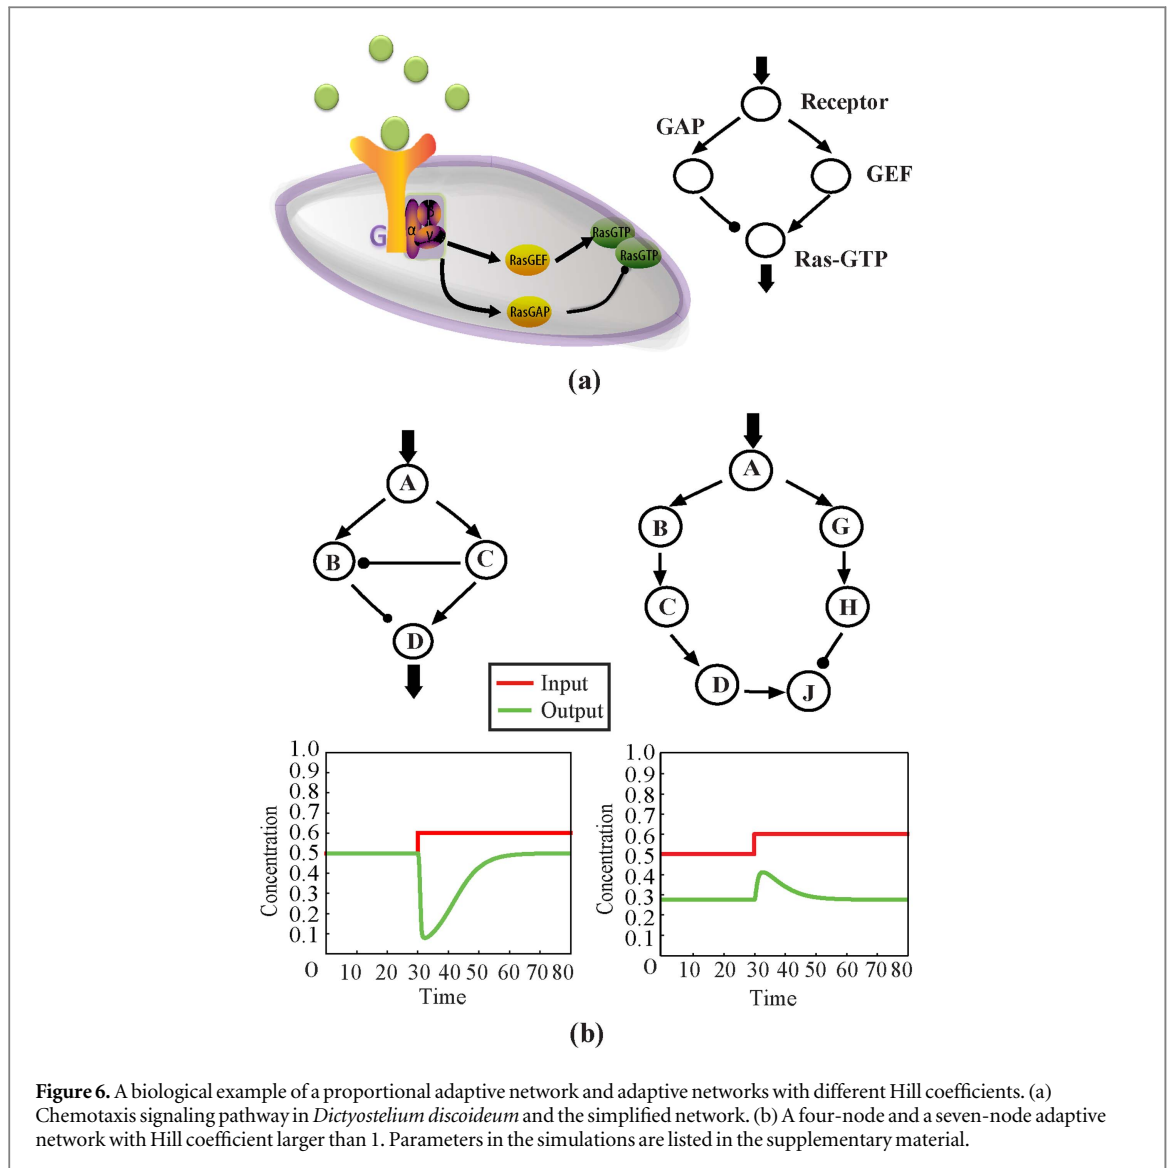 Receptor
GAP
GEF
Ras-GTP
G
α
β
γ
RasGEF
RasGAP
RasGTP
RasGTP
(a)
A
B
C
D
A
B
G
C
H
D
J
Input
Output
1.0
0.9
0.8
0.7
0.6
0.5
0.4
0.3
0.2
0.1
O
10 20 30 40 50 60 70 80
Concentration
Time
1.0
0.9
0.8
0.7
0.6
0.5
0.4
0.3
0.2
0.1
O
10 20 30 40 50 60 70 80
Concentration
Time
(b)
Figure 6. A biological example of a proportional adaptive network and adaptive networks with different Hill coefficients. (a)
Chemotaxis signaling pathway in Dictyostelium discoideum and the simplified network. (b) A four-node and a seven-node adaptive
network with Hill coefficient larger than 1. Parameters in the simulations are listed in the supplementary material.